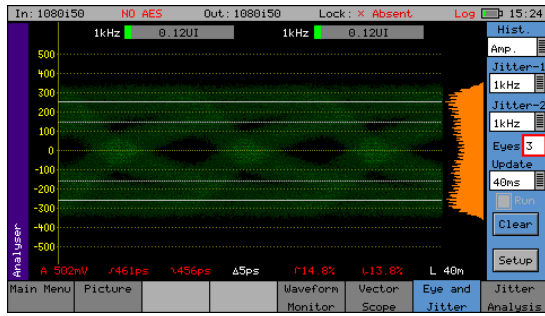 In: 1080i50 NO AES Out: 1080i50 Lock: × Absent Log 15:24
1kHz 0.12UI 1kHz 0.12UI
Hist.
Amp.
Jitter-1
1kHz
Jitter-2
1kHz
Eyes 3
Update
40ms
Run
Clear
Setup
500
400
300
200
100
0
-100
-200
-300
-400
-500
Analyser
A 502mV 461ps 456ps Δ5ps 14.8% 13.8% L 40m
Main Menu Picture Waveform Monitor Vector Scope Eye and Jitter Jitter Analysis